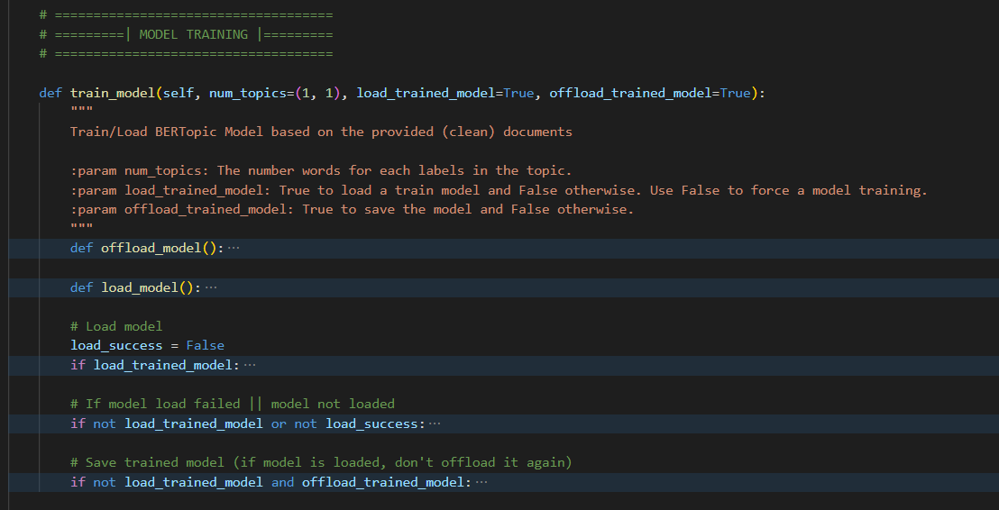 # ====================================
# =========| MODEL TRAINING |=========
# ====================================
def train_model(self, num_topics=(1, 1), load_trained_model=True, offload_trained_model=True):
"""
Train/Load BERTopic Model based on the provided (clean) documents
:param num_topics: The number words for each labels in the topic.
:param load_trained_model: True to load a train model and False otherwise. Use False to force a model training.
:param offload_trained_model: True to save the model and False otherwise.
"""
def offload_model():···
def load_model():···
# Load model
load_success = False
if load_trained_model:···
# If model load failed || model not loaded
if not load_trained_model or not load_success:···
# Save trained model (if model is loaded, don't offload it again)
if not load_trained_model and offload_trained_model:···